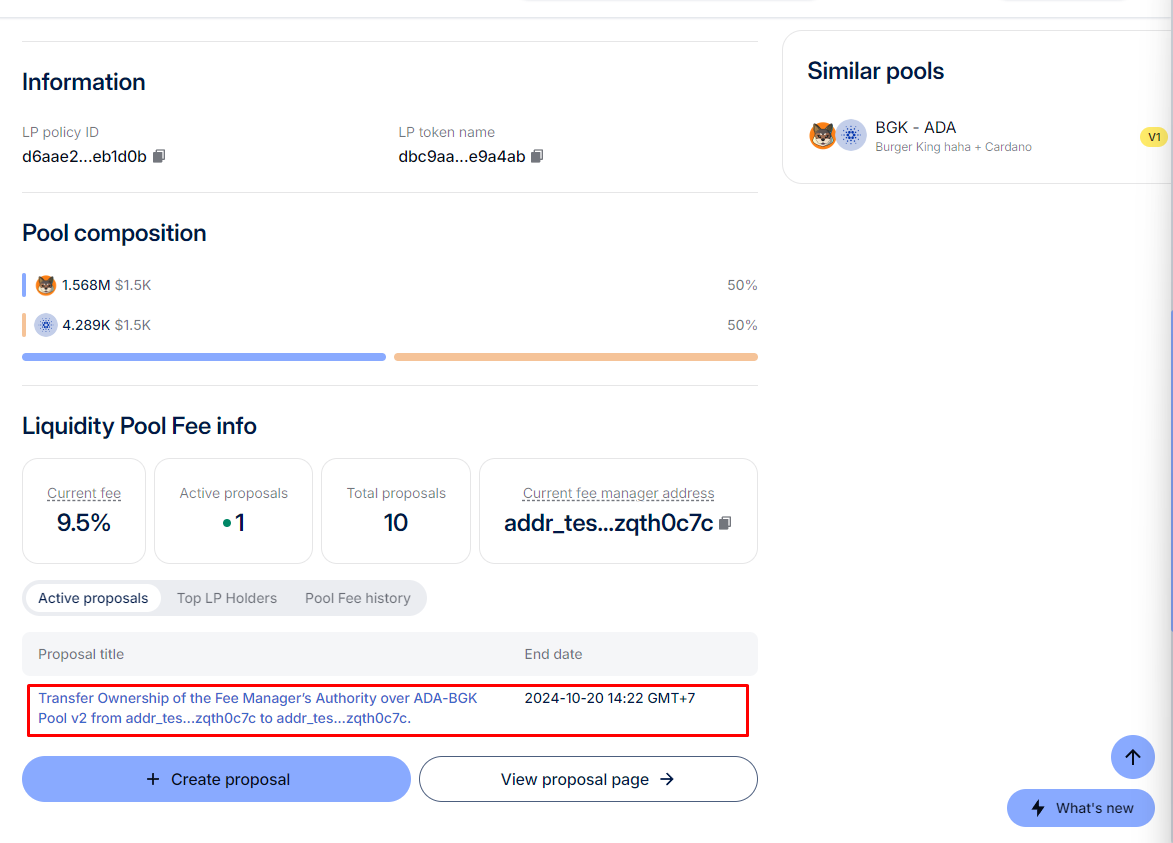 Information
LP policy ID
d6aae2...eb1d0b
LP token name
dbc9aa...e9a4ab
Pool composition
1.568M $1.5K
50%
4.289K $1.5K
50%
Liquidity Pool Fee info
Current fee
9.5%
Active proposals
1
Total proposals
10
Current fee manager address
addr_tes...zqth0c7c
Active proposals
Top LP Holders
Pool Fee history
Proposal title
End date
Transfer Ownership of the Fee Manager's Authority over ADA-BGK
Pool v2 from addr_tes...zqth0c7c to addr_tes...zqth0c7c.
2024-10-20 14:22 GMT+7
+ Create proposal
View proposal page →
Similar pools
BGK - ADA
Burger King haha + Cardano
V1
What's new